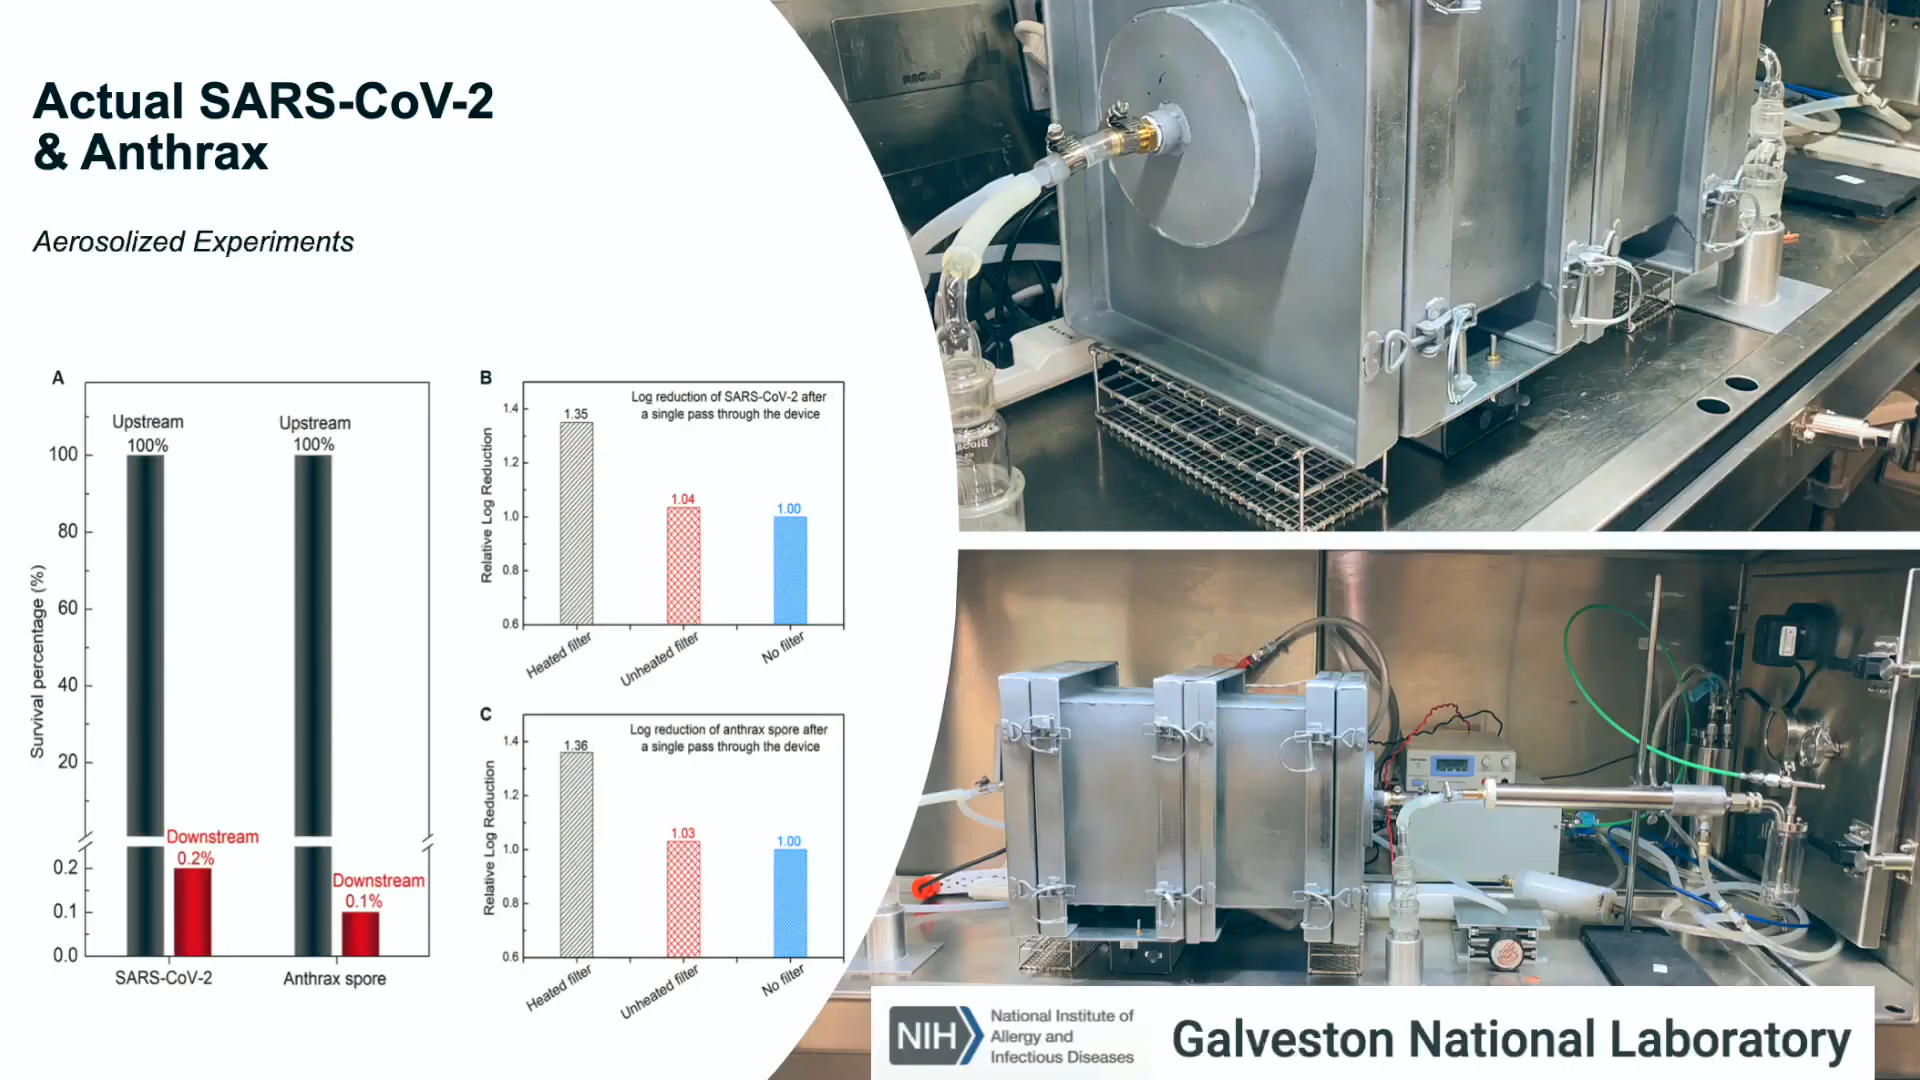 Actual SARS-CoV-2
& Anthrax
Aerosolized Experiments
A
Upstream
100%
Upstream
100%
100
80
60
40
20
0.2
0.1
0.0
Survival percentage (%)
Downstream
0.2%
Downstream
0.1%
SARS-CoV-2
Anthrax spore
B
Log reduction of SARS-CoV-2 after
a single pass through the device
1.4
1.2
1.0
0.8
0.6
Relative Log Reduction
1.35
1.04
1.00
Heated filter
Unheated filter
No filter
C
Log reduction of anthrax spore after
a single pass through the device
1.4
1.2
1.0
0.8
0.6
Relative Log Reduction
1.36
1.03
1.00
Heated filter
Unheated filter
No filter
NIH
National Institute of
Allergy and
Infectious Diseases
Galveston National Laboratory